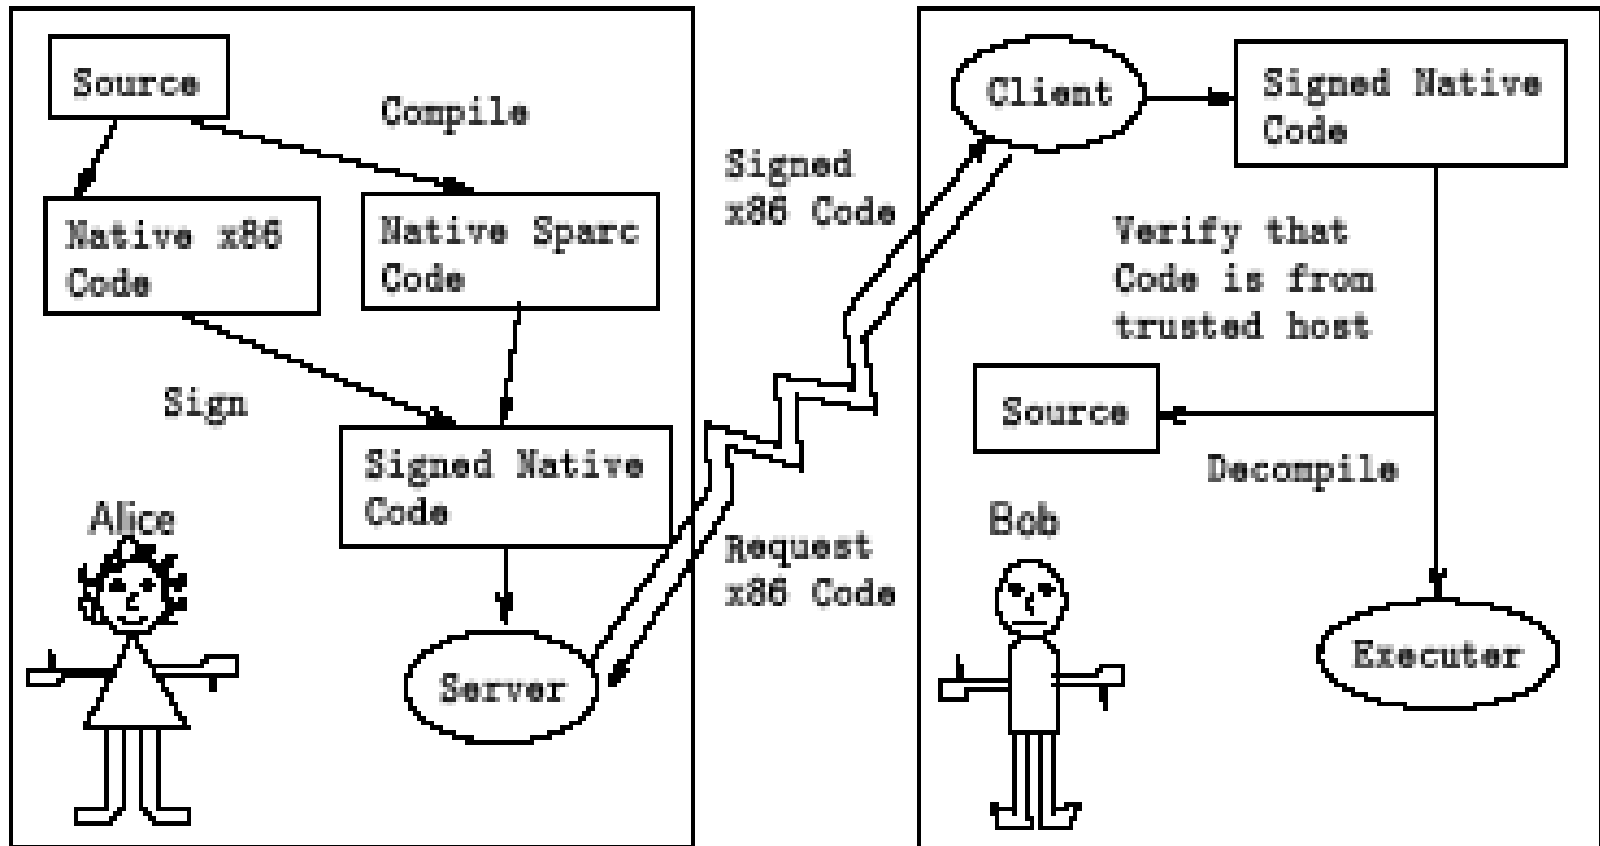 Source
Compile
Native x86
Code
Native Sparc
Code
Sign
Signed Native
Code
Alice
Server
Signed
x86 Code
Request
x86 Code
Client
Signed Native
Code
Verify that
Code is from
trusted host
Source
Decompile
Bob
Executer